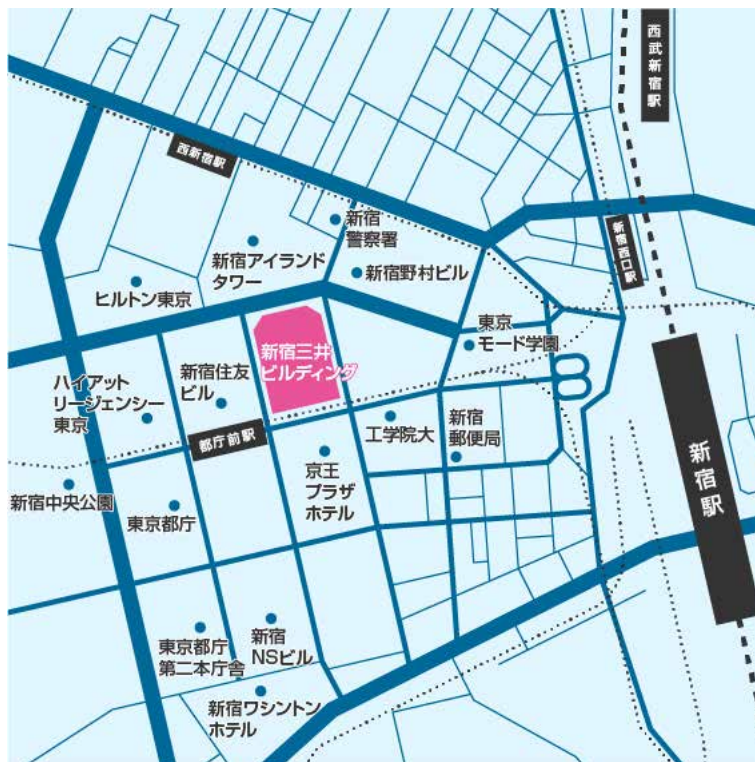 西武新宿駅
西新宿駅
新宿
警察署
新宿西口駅
新宿アイランド
タワー
新宿野村ビル
ヒルトン東京
東京
モード学園
新宿三井
ビルディング
新宿住友
ビル
ハイアット
リージェンシー
東京
工学院大
新宿
郵便局
都庁前駅
新宿駅
京王
プラザ
ホテル
新宿中央公園
東京都庁
東京都庁
第二本庁舎
新宿
NSビル
新宿ワシントン
ホテル